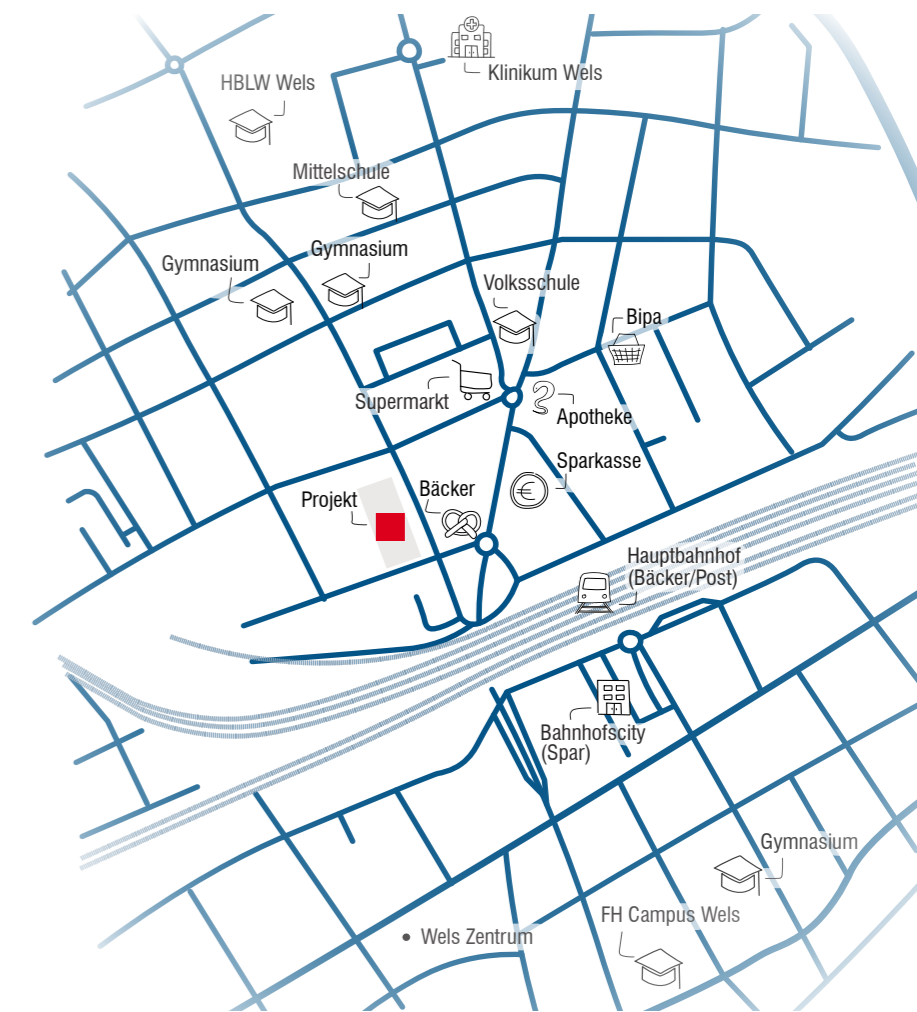 Klinikum Wels
HBLW Wels
Mittelschule
Gymnasium
Gymnasium
Volksschule
Bipa
Supermarkt
Apotheke
Sparkasse
Bäcker
Projekt
Hauptbahnhof
(Bäcker/Post)
Bahnhofscity
(Spar)
Gymnasium
FH Campus Wels
• Wels Zentrum